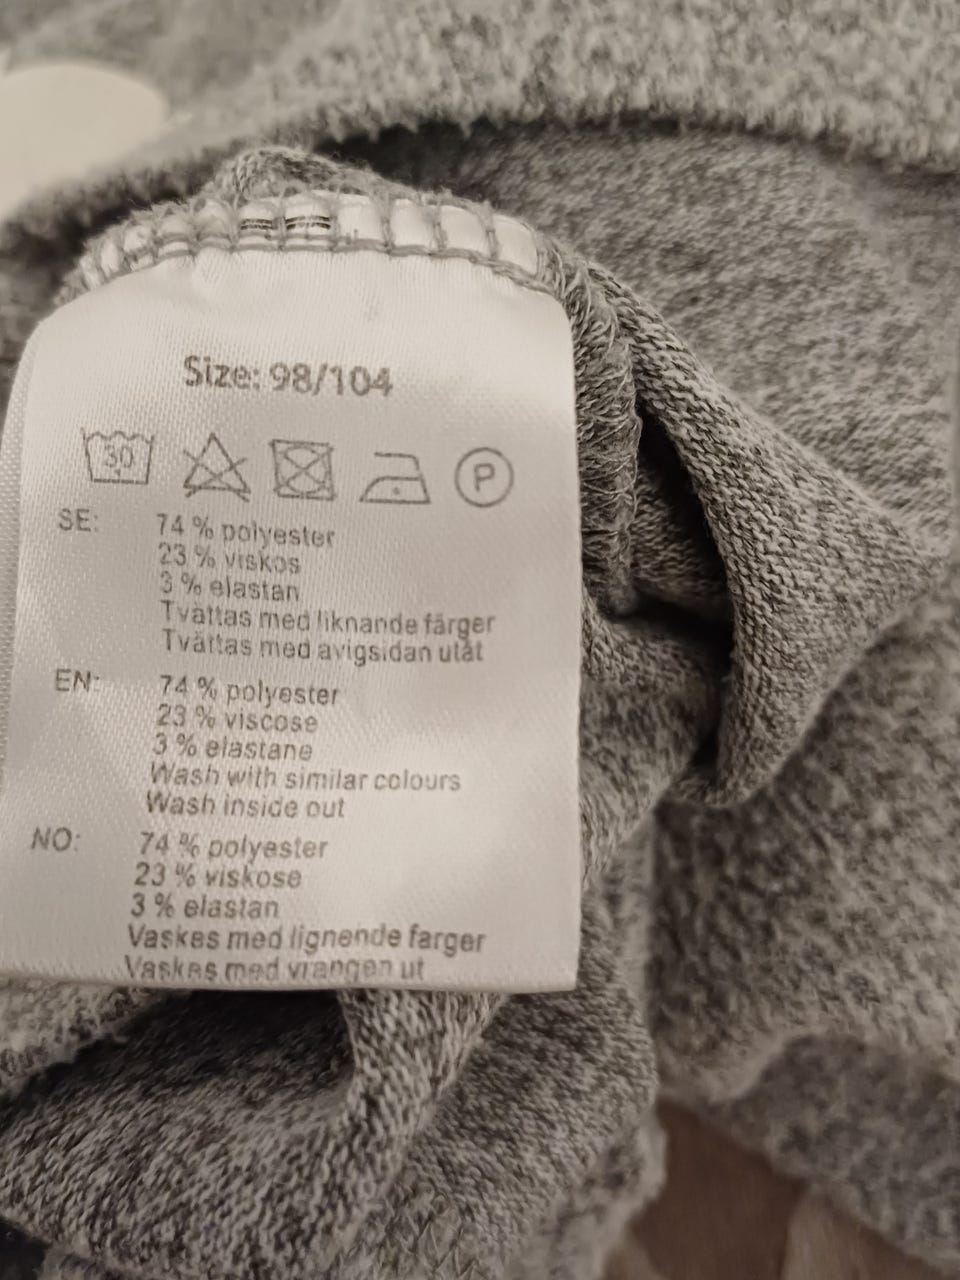 Size: 98/104
30 P
SE: 74 % polyester
23 % viskos
3 % elastan
Tvättas med liknande färger
Tvättas med avigsidan utåt
EN: 74 % polyester
23 % viscose
3 % elastane
Wash with similar colours
Wash inside out
NO: 74 % polyester
23 % viskose
3 % elastan
Vaskes med lignende farger
Vaskes med vrangen ut